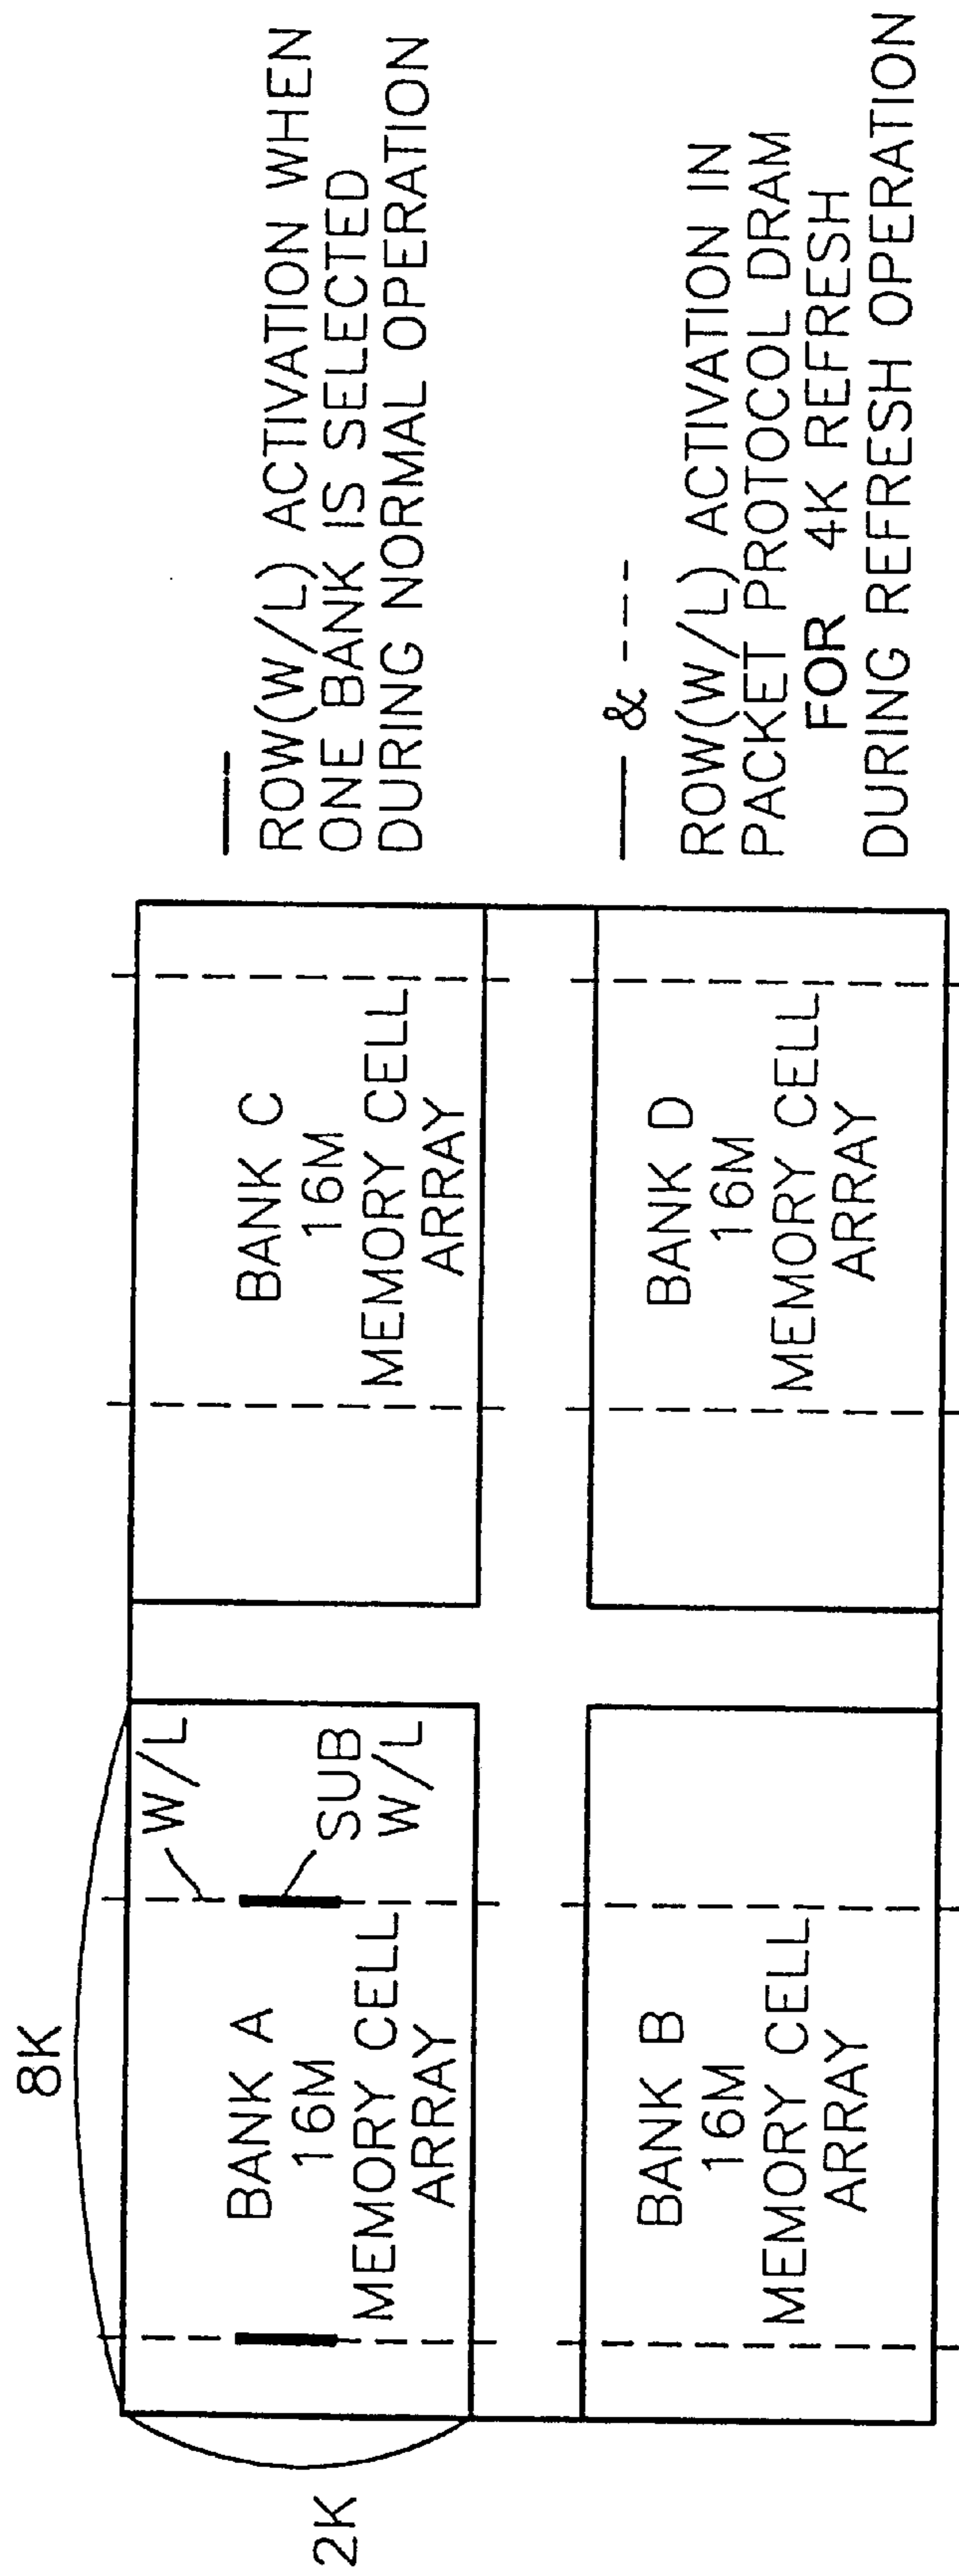 8K
2K
BANK A
16M
MEMORY CELL
ARRAY
W/L
SUB
W/L
BANK C
16M
MEMORY CELL
ARRAY
BANK B
16M
MEMORY CELL
ARRAY
BANK D
16M
MEMORY CELL
ARRAY
ROW(W/L) ACTIVATION WHEN
ONE BANK IS SELECTED
DURING NORMAL OPERATION
&
ROW(W/L) ACTIVATION IN
PACKET PROTOCOL DRAM
FOR 4K REFRESH
DURING REFRESH OPERATION